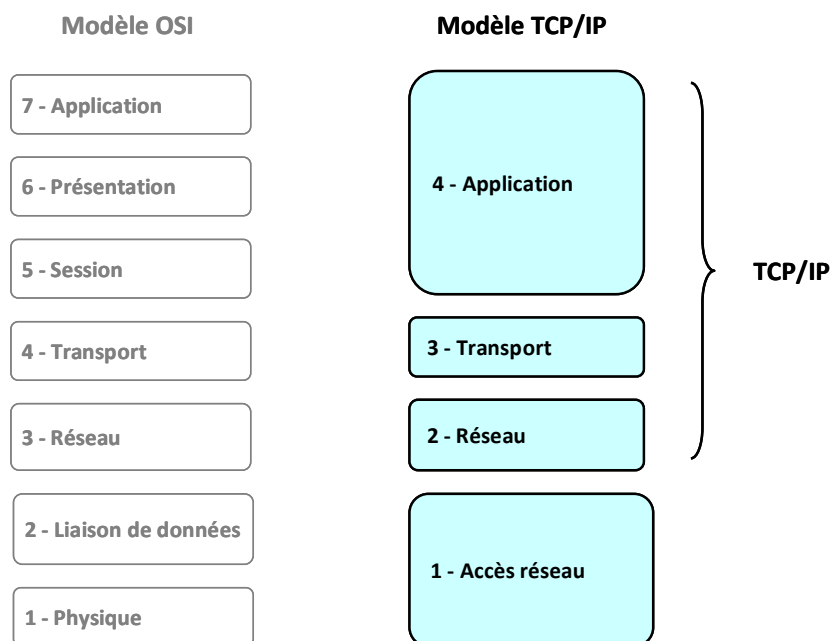 Modèle OSI
7 - Application
6 - Présentation
5 - Session
4 - Transport
3 - Réseau
2 - Liaison de données
1 - Physique
Modèle TCP/IP
4 - Application
3 - Transport
2 - Réseau
1 - Accès réseau
TCP/IP